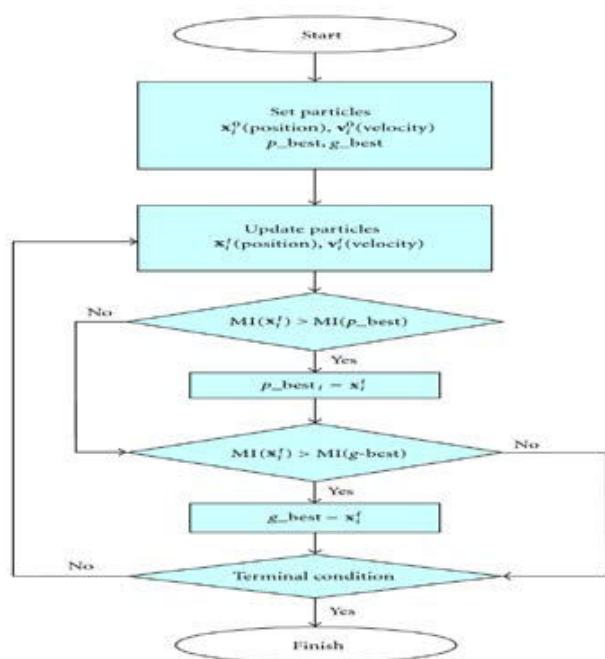 Start
Set particles
x_i^0(position), v_i^0(velocity)
p_best, g_best
Update particles
x_i^t(position), v_i^t(velocity)
No
MI(x_i^t) > MI(p_best)
Yes
p_best_i = x_i^t
MI(x_i^t) > MI(g-best)
No
Yes
g_best = x_i^t
No
Terminal condition
Yes
Finish